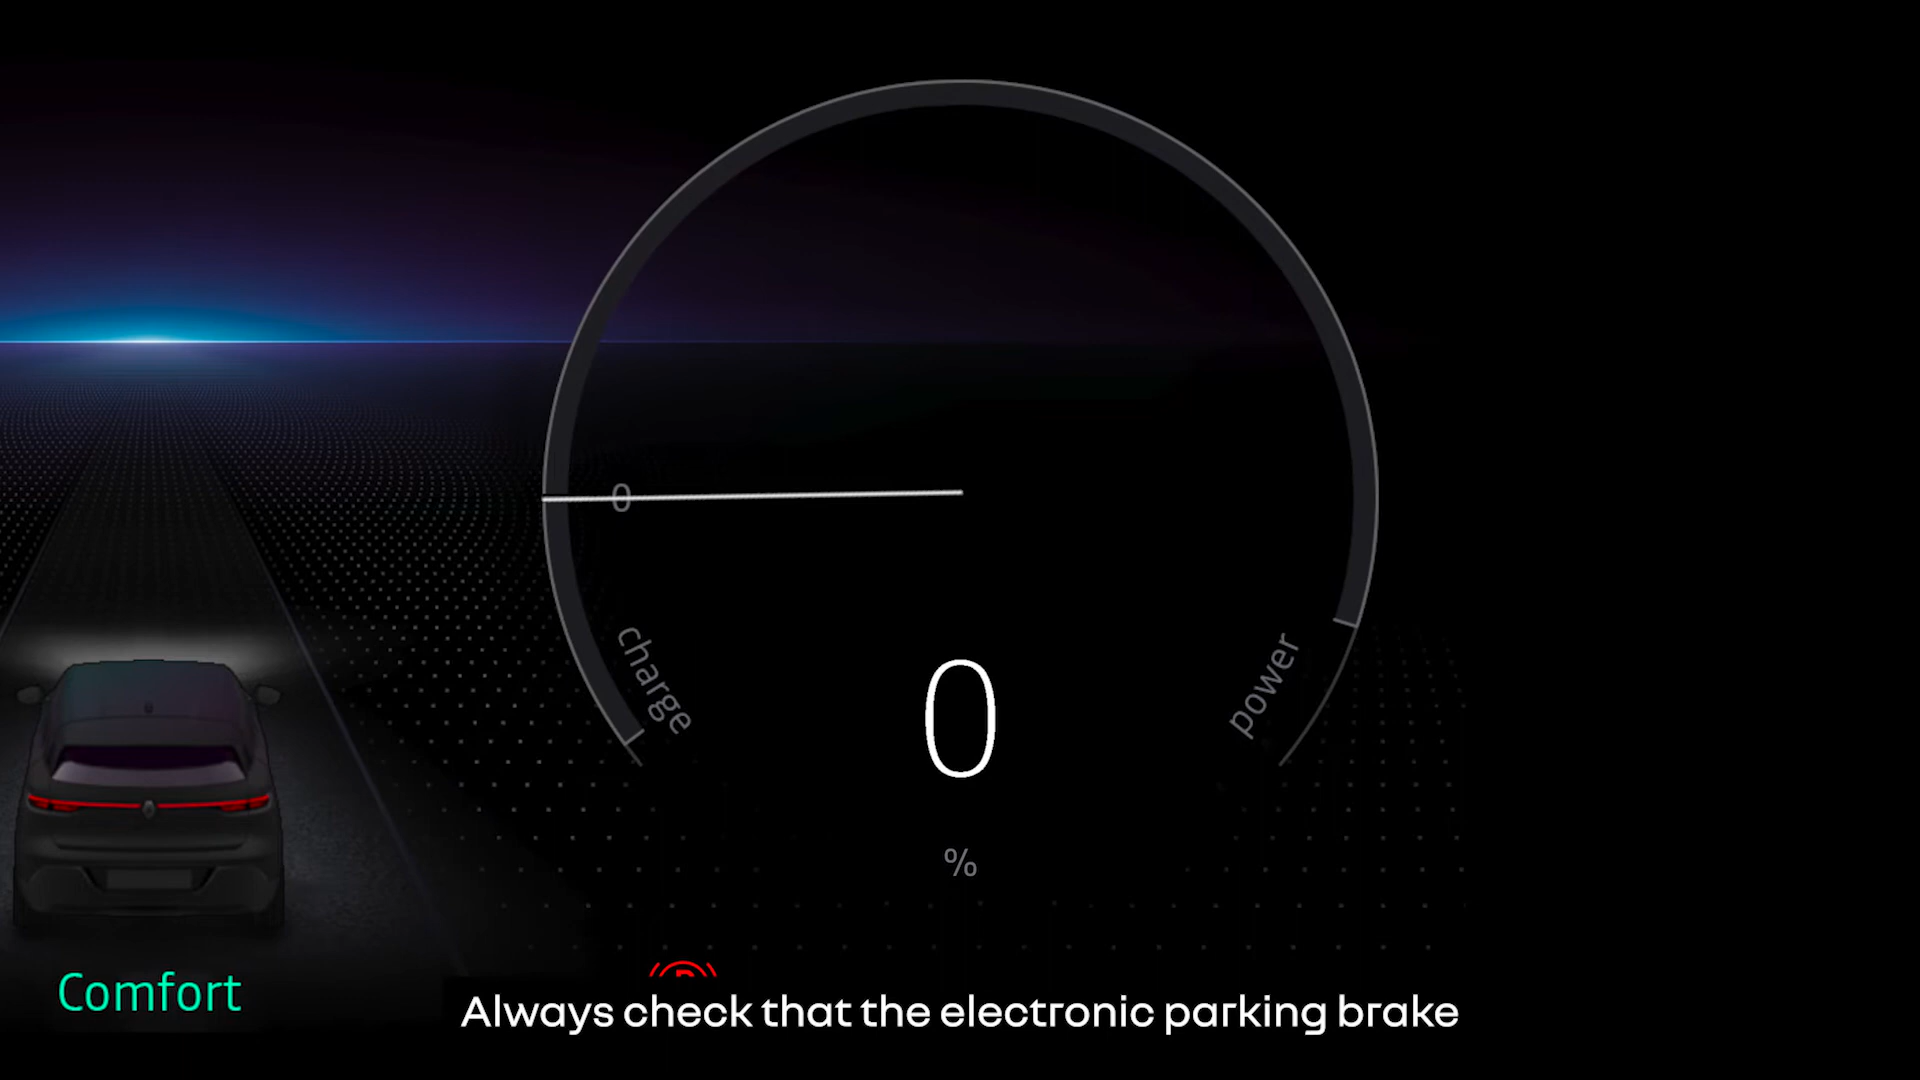 0
charge
power
0
%
Comfort
Always check that the electronic parking brake